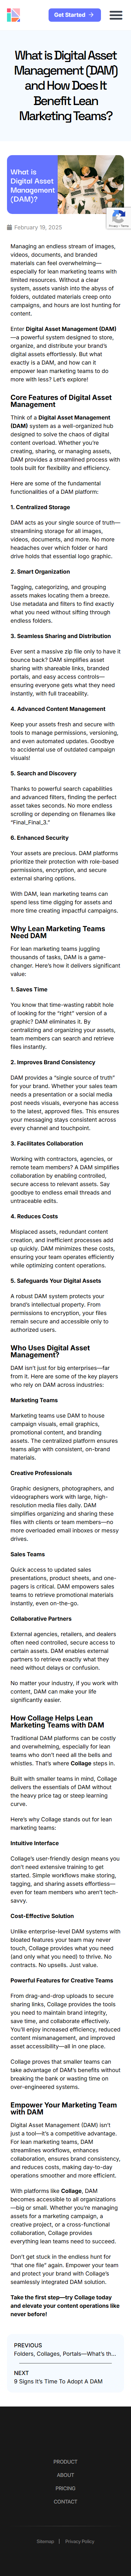 Get Started →
What is Digital Asset
Management (DAM)
and How Does It
Benefit Lean
Marketing Teams?
What is
Digital Asset
Management
(DAM)?
February 19, 2025
Privacy - Terms
Managing an endless stream of images,
videos, documents, and branded
materials can feel overwhelming—
especially for lean marketing teams with
limited resources. Without a clear
system, assets vanish into the abyss of
folders, outdated materials creep onto
campaigns, and hours are lost hunting for
content.
Enter Digital Asset Management (DAM)
—a powerful system designed to store,
organize, and distribute your brand's
digital assets effortlessly. But what
exactly is a DAM, and how can it
empower lean marketing teams to do
more with less? Let's explore!
Core Features of Digital Asset
Management
Think of a Digital Asset Management
(DAM) system as a well-organized hub
designed to solve the chaos of digital
content overload. Whether you're
creating, sharing, or managing assets,
DAM provides a streamlined process with
tools built for flexibility and efficiency.
Here are some of the fundamental
functionalities of a DAM platform:
1. Centralized Storage
DAM acts as your single source of truth—
streamlining storage for all images,
videos, documents, and more. No more
headaches over which folder or hard
drive holds that essential logo graphic.
2. Smart Organization
Tagging, categorizing, and grouping
assets makes locating them a breeze.
Use metadata and filters to find exactly
what you need without sifting through
endless folders.
3. Seamless Sharing and Distribution
Ever sent a massive zip file only to have it
bounce back? DAM simplifies asset
sharing with shareable links, branded
portals, and easy access controls—
ensuring everyone gets what they need
instantly, with full traceability.
4. Advanced Content Management
Keep your assets fresh and secure with
tools to manage permissions, versioning,
and even automated updates. Goodbye
to accidental use of outdated campaign
visuals!
5. Search and Discovery
Thanks to powerful search capabilities
and advanced filters, finding the perfect
asset takes seconds. No more endless
scrolling or depending on filenames like
"Final_Final_3."
6. Enhanced Security
Your assets are precious. DAM platforms
prioritize their protection with role-based
permissions, encryption, and secure
external sharing options.
With DAM, lean marketing teams can
spend less time digging for assets and
more time creating impactful campaigns.
Why Lean Marketing Teams
Need DAM
For lean marketing teams juggling
thousands of tasks, DAM is a game-
changer. Here's how it delivers significant
value:
1. Saves Time
You know that time-wasting rabbit hole
of looking for the "right" version of a
graphic? DAM eliminates it. By
centralizing and organizing your assets,
team members can search and retrieve
files instantly.
2. Improves Brand Consistency
DAM provides a "single source of truth"
for your brand. Whether your sales team
needs a presentation or a social media
post needs visuals, everyone has access
to the latest, approved files. This ensures
your messaging stays consistent across
every channel and touchpoint.
3. Facilitates Collaboration
Working with contractors, agencies, or
remote team members? A DAM simplifies
collaboration by enabling controlled,
secure access to relevant assets. Say
goodbye to endless email threads and
untraceable edits.
4. Reduces Costs
Misplaced assets, redundant content
creation, and inefficient processes add
up quickly. DAM minimizes these by
ensuring your team operates efficiently
while optimizing content operations.
5. Safeguards Your Digital Assets
A robust DAM system protects your
brand's intellectual property. From
permissions to encryption, your files
remain secure and accessible only to
authorized users.
Who Uses Digital Asset
Management?
DAM isn't just for big enterprises—far
from it. Here are some of the key players
who rely on DAM across industries:
Marketing Teams
Marketing teams use DAM to house
campaign visuals, email graphics,
promotional content, and branding
assets. The centralized platform ensures
teams align with consistent, on-brand
materials.
Creative Professionals
Graphic designers, photographers, and
videographers work with large, high-
resolution media files daily. DAM
simplifies organizing and sharing these
files with clients or team members — no
more overloaded email inboxes or messy
drives.
Sales Teams
Quick access to updated sales
presentations, product sheets, and one-
pagers is critical. DAM empowers sales
teams to retrieve promotional materials
instantly, even on-the-go.
Collaborative Partners
External agencies, retailers, and dealers
often need controlled, secure access to
certain assets. DAM enables external
partners to retrieve exactly what they
need without delays of confusion.
No matter your industry, if you work with
content, DAM can make your life
significantly easier.
How Collage Helps Lean
Marketing Teams with DAM
Traditional DAM platforms can be costly
and overwhelming, especially for lean
teams who don't need all the bells and
whistles. That's where Collage steps in.
Built with smaller teams in mind, Collage
delivers the essentials of DAM without
the heavy price tag or steep learning
curve.
Here's why Collage stands out for lean
marketing teams:
Intuitive Interface
Collage's user-friendly design means you
don't need extensive training to get
started. Simple workflows make storing,
tagging, and sharing assets effortless—
even for team members who aren't tech-
savvy.
Cost-Effective Solution
Unlike enterprise-level DAM systems with
bloated features your team may never
touch, Collage provides what you need
(and only what you need) to thrive. No
contracts. No upsells. Just value.
Powerful Features for Creative Teams
From drag-and-drop uploads to secure
sharing links, Collage provides the tools
you need to maintain brand integrity,
save time, and collaborate effectively.
You'll enjoy increased efficiency, reduced
content mismanagement, and improved
asset accessibility—all in one place.
Collage proves that smaller teams can
take advantage of DAM's benefits without
breaking the bank or wasting time on
over-engineered systems.
Empower Your Marketing Team
with DAM
Digital Asset Management (DAM) isn't
just a tool—it's a competitive advantage.
For lean marketing teams, DAM
streamlines workflows, enhances
collaboration, ensures brand consistency,
and reduces costs, making day-to-day
operations smoother and more efficient.
With platforms like Collage, DAM
becomes accessible to all organizations
—big or small. Whether you're managing
assets for a marketing campaign, a
creative project, or a cross-functional
collaboration, Collage provides
everything lean teams need to succeed.
Don't get stuck in the endless hunt for
"that one file" again. Empower your team
and protect your brand with Collage's
seamlessly integrated DAM solution.
Take the first step—try Collage today
and elevate your content operations like
never before!
PREVIOUS
Folders, Collages, Portals—What's th...
NEXT
9 Signs It's Time To Adopt A DAM
PRODUCT
ABOUT
PRICING
CONTACT
Sitemap | Privacy Policy